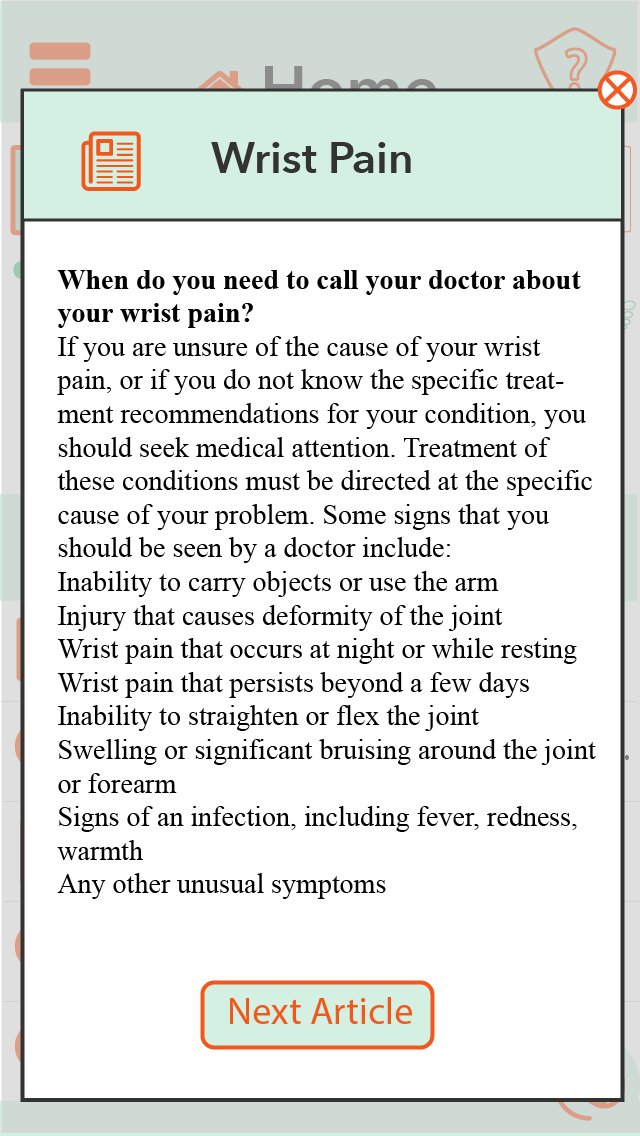 Home
?
Wrist Pain
When do you need to call your doctor about
your wrist pain?
If you are unsure of the cause of your wrist
pain, or if you do not know the specific treat-
ment recommendations for your condition, you
should seek medical attention. Treatment of
these conditions must be directed at the specific
cause of your problem. Some signs that you
should be seen by a doctor include:
Inability to carry objects or use the arm
Injury that causes deformity of the joint
Wrist pain that occurs at night or while resting
Wrist pain that persists beyond a few days
Inability to straighten or flex the joint
Swelling or significant bruising around the joint
or forearm
Signs of an infection, including fever, redness,
warmth
Any other unusual symptoms
Next Article